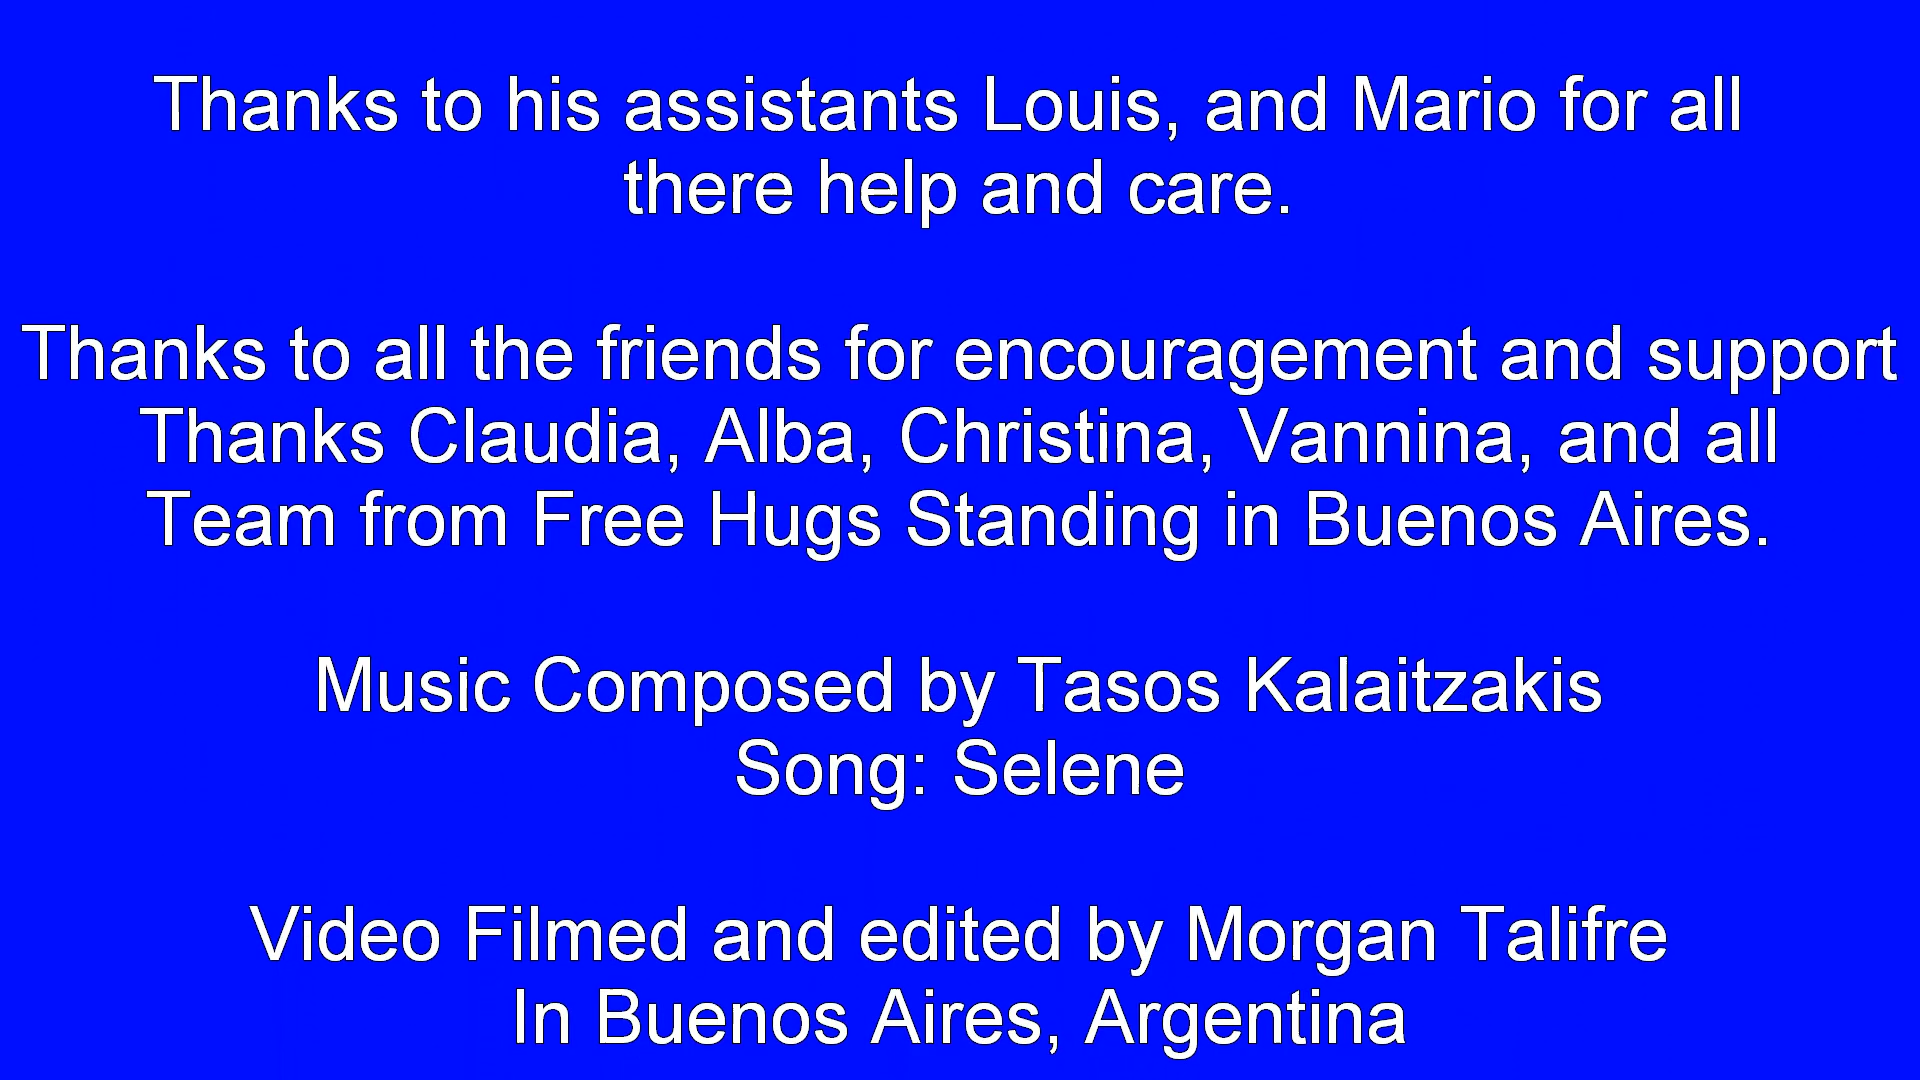 Thanks to his assistants Louis, and Mario for all
there help and care.
Thanks to all the friends for encouragement and support
Thanks Claudia, Alba, Christina, Vannina, and all
Team from Free Hugs Standing in Buenos Aires.
Music Composed by Tasos Kalaitzakis
Song: Selene
Video Filmed and edited by Morgan Talifre
In Buenos Aires, Argentina